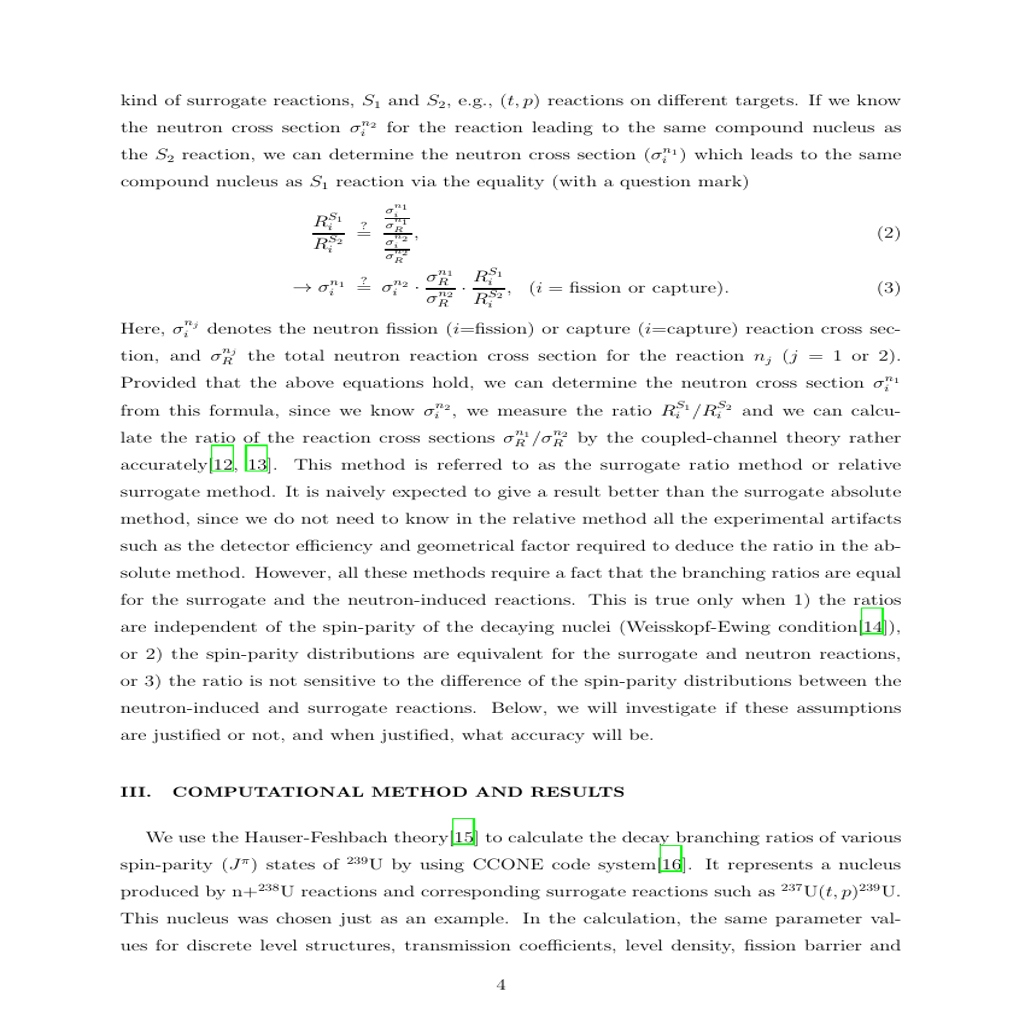 kind of surrogate reactions, $S_1$ and $S_2$, e.g., $(t, p)$ reactions on different targets. If we know
the neutron cross section $\sigma_i^{n_2}$ for the reaction leading to the same compound nucleus as
the $S_2$ reaction, we can determine the neutron cross section ($\sigma_i^{n_1}$) which leads to the same
compound nucleus as $S_1$ reaction via the equality (with a question mark)
$\frac{R_i^{S_1}}{R_i^{S_2}} \stackrel{?}{=} \frac{\frac{\sigma_i^{n_1}}{\sigma_R^{n_1}}}{\frac{\sigma_i^{n_2}}{\sigma_R^{n_2}}},$ (2)
$\rightarrow \sigma_i^{n_1} \stackrel{?}{=} \sigma_i^{n_2} \cdot \frac{\sigma_R^{n_1}}{\sigma_R^{n_2}} \cdot \frac{R_i^{S_1}}{R_i^{S_2}},$ ($i$ = fission or capture). (3)
Here, $\sigma_i^{n_j}$ denotes the neutron fission ($i$=fission) or capture ($i$=capture) reaction cross sec-
tion, and $\sigma_R^{n_j}$ the total neutron reaction cross section for the reaction $n_j$ ($j$ = 1 or 2).
Provided that the above equations hold, we can determine the neutron cross section $\sigma_i^{n_1}$
from this formula, since we know $\sigma_i^{n_2}$, we measure the ratio $R_i^{S_1}/R_i^{S_2}$ and we can calcu-
late the ratio of the reaction cross sections $\sigma_R^{n_1}/\sigma_R^{n_2}$ by the coupled-channel theory rather
accurately[12, 13]. This method is referred to as the surrogate ratio method or relative
surrogate method. It is naively expected to give a result better than the surrogate absolute
method, since we do not need to know in the relative method all the experimental artifacts
such as the detector efficiency and geometrical factor required to deduce the ratio in the ab-
solute method. However, all these methods require a fact that the branching ratios are equal
for the surrogate and the neutron-induced reactions. This is true only when 1) the ratios
are independent of the spin-parity of the decaying nuclei (Weisskopf-Ewing condition[14]),
or 2) the spin-parity distributions are equivalent for the surrogate and neutron reactions,
or 3) the ratio is not sensitive to the difference of the spin-parity distributions between the
neutron-induced and surrogate reactions. Below, we will investigate if these assumptions
are justified or not, and when justified, what accuracy will be.
III. COMPUTATIONAL METHOD AND RESULTS
We use the Hauser-Feshbach theory[15] to calculate the decay branching ratios of various
spin-parity ($J^\pi$) states of $^{239}$U by using CCONE code system[16]. It represents a nucleus
produced by n+$^{238}$U reactions and corresponding surrogate reactions such as $^{237}$U$(t, p)^{239}$U.
This nucleus was chosen just as an example. In the calculation, the same parameter val-
ues for discrete level structures, transmission coefficients, level density, fission barrier and
4